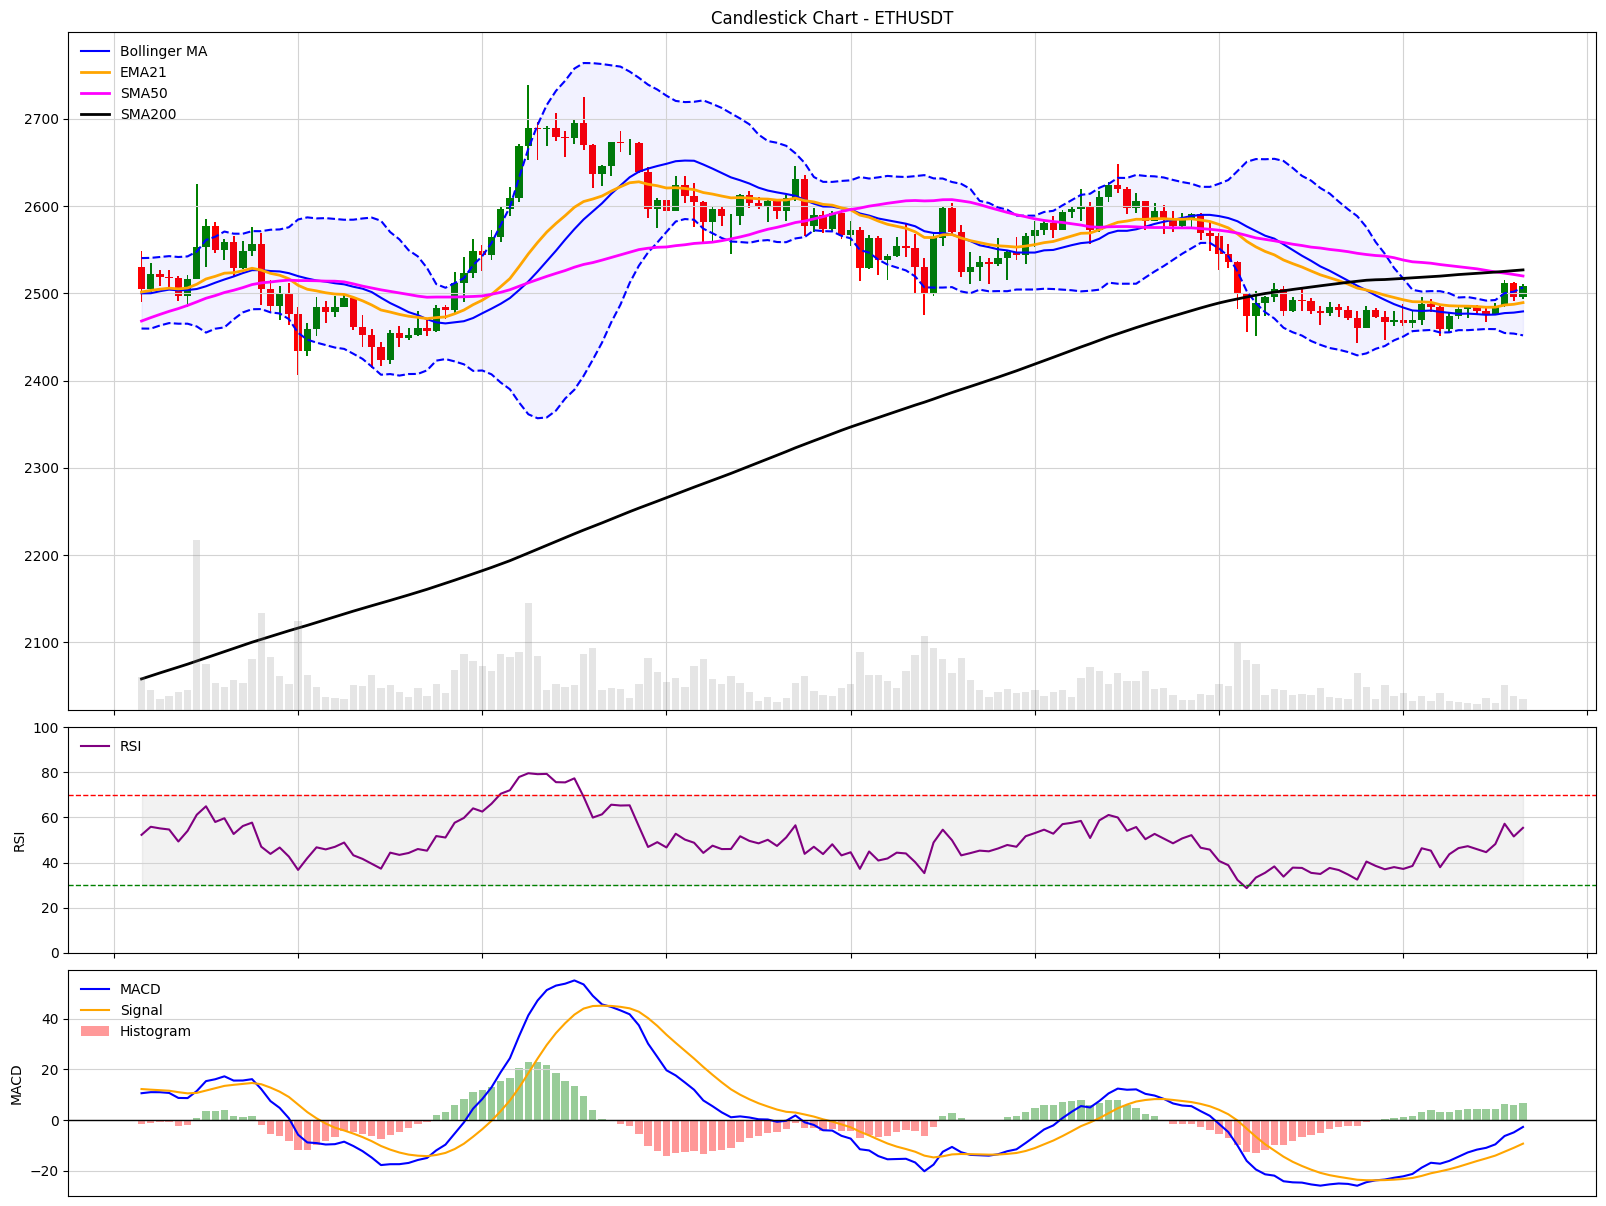 Candlestick Chart - ETHUSDT
Bollinger MA
EMA21
SMA50
SMA200
2700
2600
2500
2400
2300
2200
2100
RSI
100
80
60
40
20
0
RSI
MACD
Signal
Histogram
40
20
0
−20
MACD